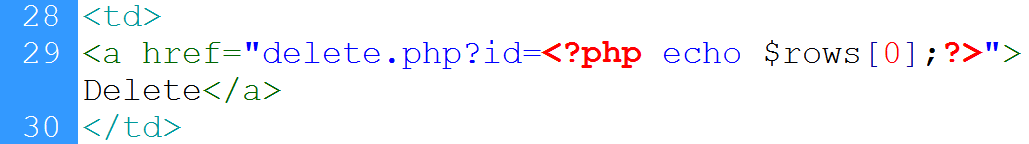 28 <td>
29 <a href="delete.php?id=<?php echo $rows[0];?>">
Delete</a>
30 </td>